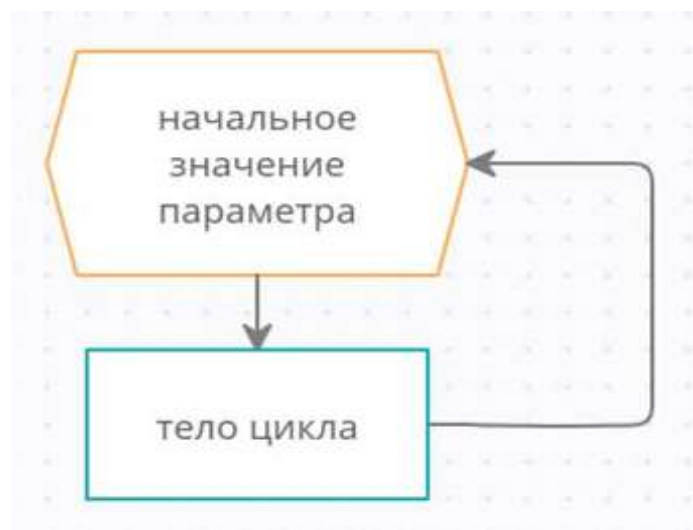 начальное
значение
параметра
тело цикла